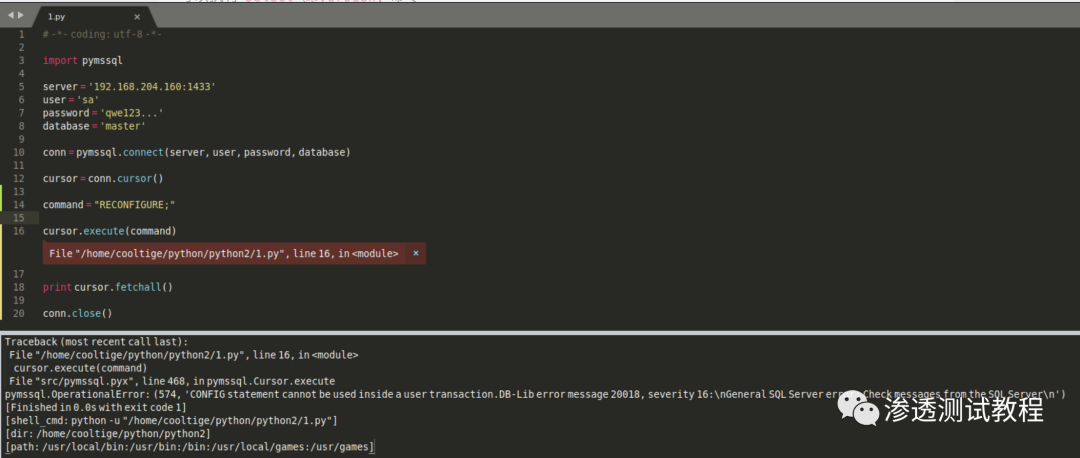 1.py ×
1 # -*- coding: utf-8 -*-
2
3 import pymssql
4
5 server = '192.168.204.160:1433'
6 user = 'sa'
7 password = 'qwe123...'
8 database = 'master'
9
10 conn = pymssql.connect(server, user, password, database)
11
12 cursor = conn.cursor()
13
14 command = "RECONFIGURE;"
15
16 cursor.execute(command)
File "/home/cooltige/python/python2/1.py", line 16, in <module> ×
17
18 print cursor.fetchall()
19
20 conn.close()
Traceback (most recent call last):
File "/home/cooltige/python/python2/1.py", line 16, in <module>
cursor.execute(command)
File "src/pymssql.pyx", line 468, in pymssql.Cursor.execute
pymssql.OperationalError: (574, 'CONFIG statement cannot be used inside a user transaction.DB-Lib error message 20018, severity 16:\nGeneral SQL Server error: Check messages from the SQL Server\n')
[Finished in 0.0s with exit code 1]
[shell_cmd: python -u "/home/cooltige/python/python2/1.py"]
[dir: /home/cooltige/python/python2]
[path: /usr/local/bin:/usr/bin:/bin:/usr/local/games:/usr/games]
渗透测试教程